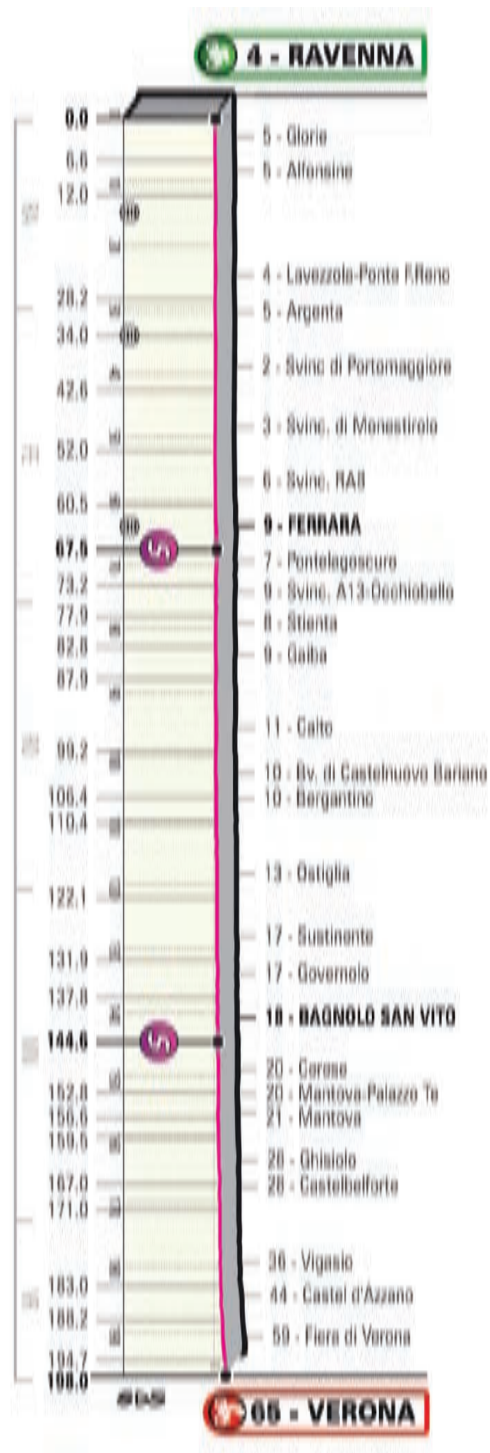 4 - RAVENNA
0.0
5 - Glorie
6.6
5 - Alfonsine
12.0
4 - Lavezzola-Ponte F.Reno
28.2
5 - Argenta
34.0
2 - Svinc di Portomaggiore
42.6
3 - Svinc. di Monestirolo
52.0
6 - Svinc. RA8
60.5
9 - FERRARA
67.5
S
7 - Pontelagoscuro
73.2
9 - Svinc. A13-Occhiobello
77.9
8 - Stienta
82.8
9 - Gaiba
87.9
11 - Calto
99.2
10 - Bv. di Castelnuovo Bariano
106.4
10 - Bergantino
110.4
13 - Ostiglia
122.1
17 - Sustinente
131.9
17 - Governolo
137.8
18 - BAGNOLO SAN VITO
144.6
S
20 - Cerese
152.8
20 - Mantova-Palazzo Te
156.6
21 - Mantova
159.5
28 - Ghisiolo
167.0
28 - Castelbelforte
171.0
36 - Vigasio
183.0
44 - Castel d'Azzano
188.2
59 - Fiera di Verona
194.7
198.0
65 - VERONA